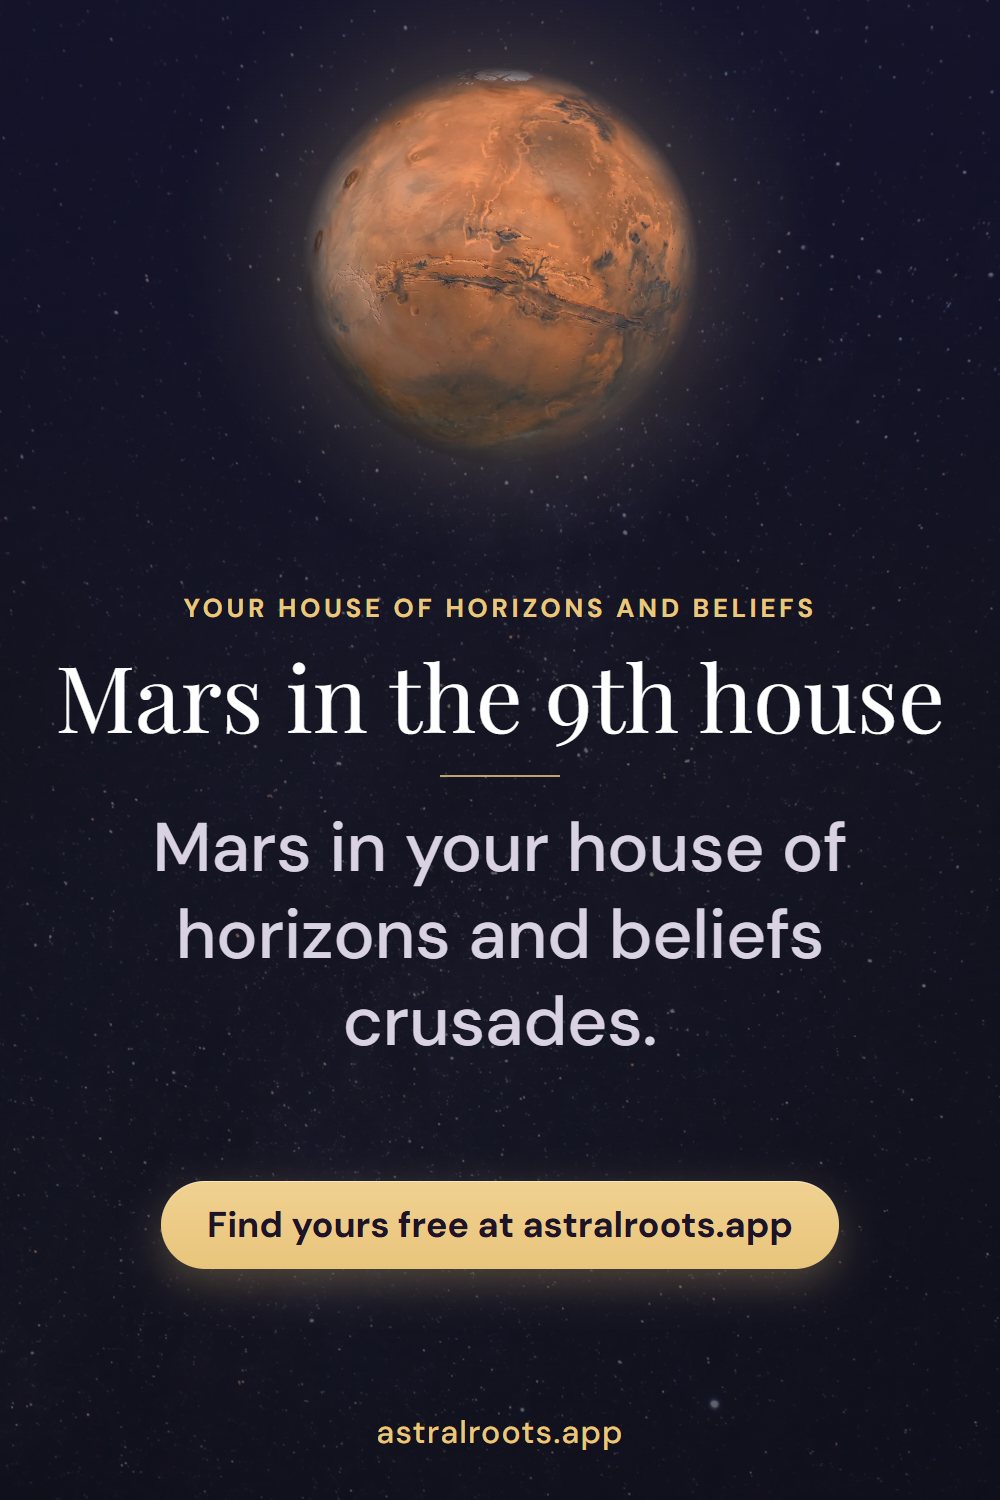 YOUR HOUSE OF HORIZONS AND BELIEFS
Mars in the 9th house
Mars in your house of
horizons and beliefs
crusades.
Find yours free at astralroots.app
astralroots.app